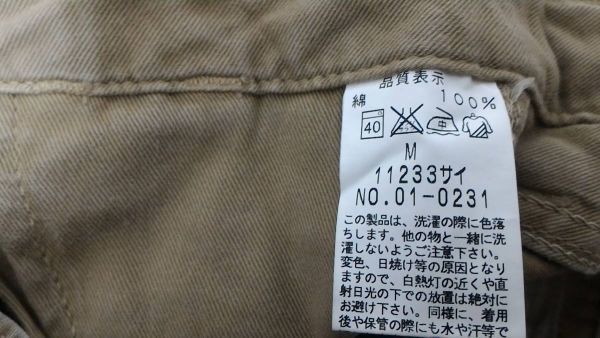 品質表示
綿 100%
40 中
M
11233サイ
NO.01-0231
この製品は、洗濯の際に色落
ちします。他の物と一緒に洗
濯しないようご注意下さい。
変色、日焼け等の原因となり
ますので、白熱灯の近くや直
射日光の下での放置は絶対に
お避け下さい。同様に、着用
後や保管の際にも水や汗等で